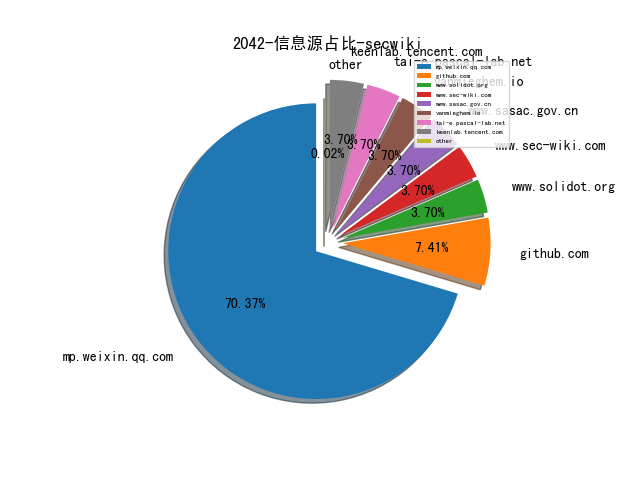 2042-信息源占比-secwiki
keenlab.tencent.com
other
tai-e.pascal-lab.net
vanmieghem.io
www.sasac.gov.cn
www.sec-wiki.com
www.solidot.org
github.com
mp.weixin.qq.com
3.70%
0.02%
3.70%
3.70%
3.70%
3.70%
3.70%
7.41%
70.37%
mp.weixin.qq.com
github.com
www.solidot.org
www.sec-wiki.com
www.sasac.gov.cn
vanmieghem.io
tai-e.pascal-lab.net
keenlab.tencent.com
other